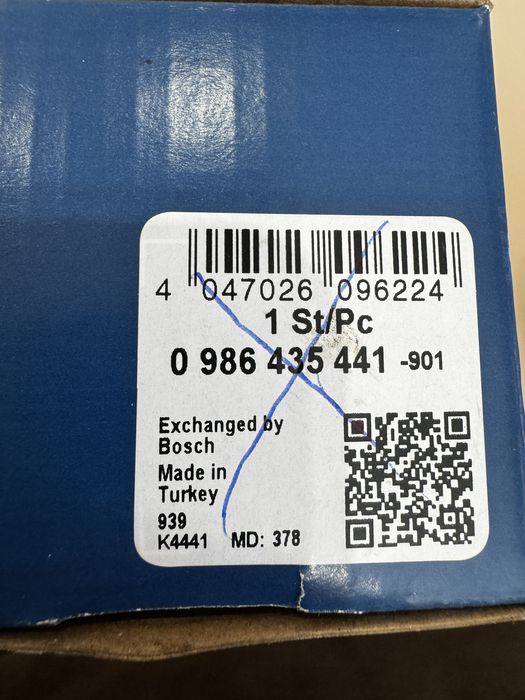 4 047026 096224
1 St/Pc
0 986 435 441 -901
Exchanged by
Bosch
Made in
Turkey
939
K4441 MD: 378